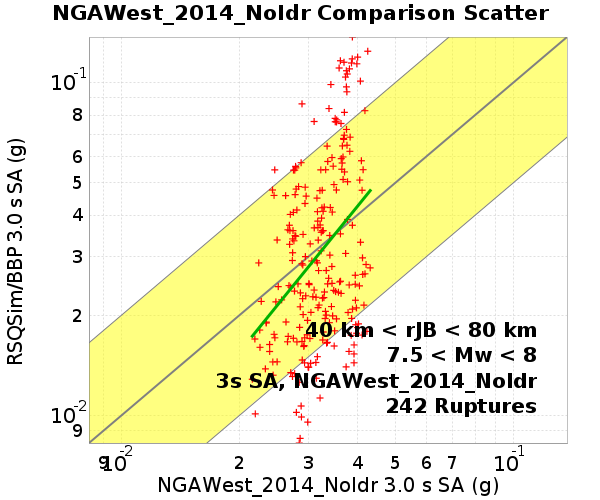 NGAWest_2014_NoIdr Comparison Scatter
RSQSim/BBP 3.0 s SA (g)
10⁻¹
8
6
5
4
3
2
10⁻²
9
40 km < rJB < 80 km
7.5 < Mw < 8
3s SA, NGAWest_2014_NoIdr
242 Ruptures
9 10⁻² 2 3 4 5 6 7 8 10⁻¹
NGAWest_2014_NoIdr 3.0 s SA (g)